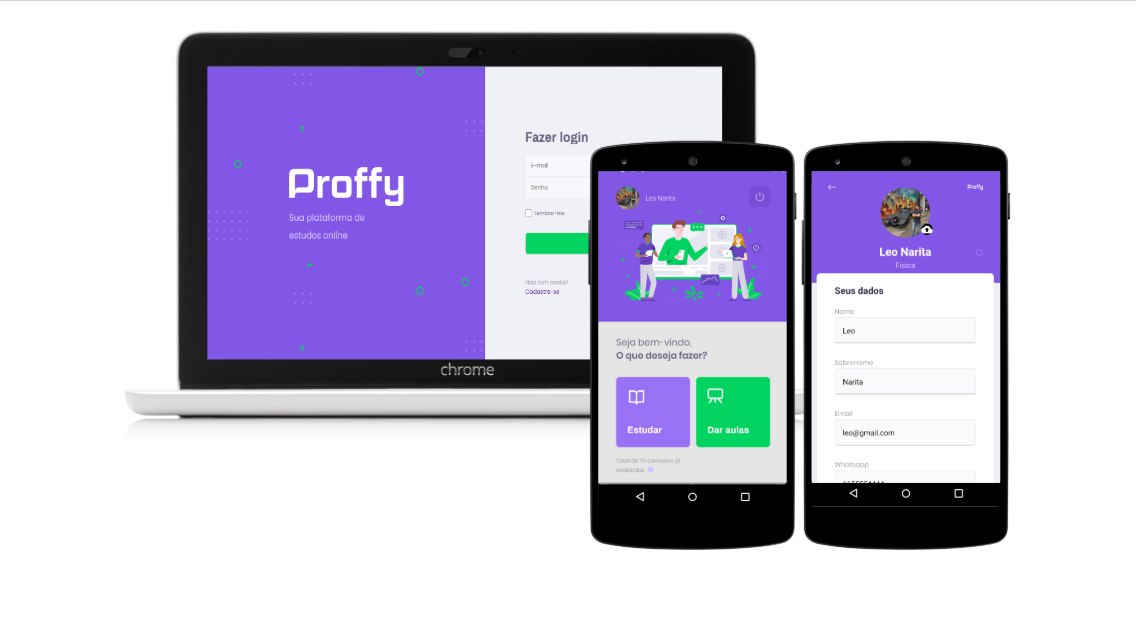 Proffy
Sua plataforma de
estudos online
Fazer login
E-mail
Senha
Lembrar-me
Não tem conta?
Cadastre-se
chrome
Leo Narita
Seja bem-vindo,
O que deseja fazer?
Estudar
Dar aulas
Total de 79 conexões já
realizadas
Proffy
Leo Narita
Física
Seus dados
Nome
Leo
Sobrenome
Narita
Email
leo@gmail.com
Whatsapp